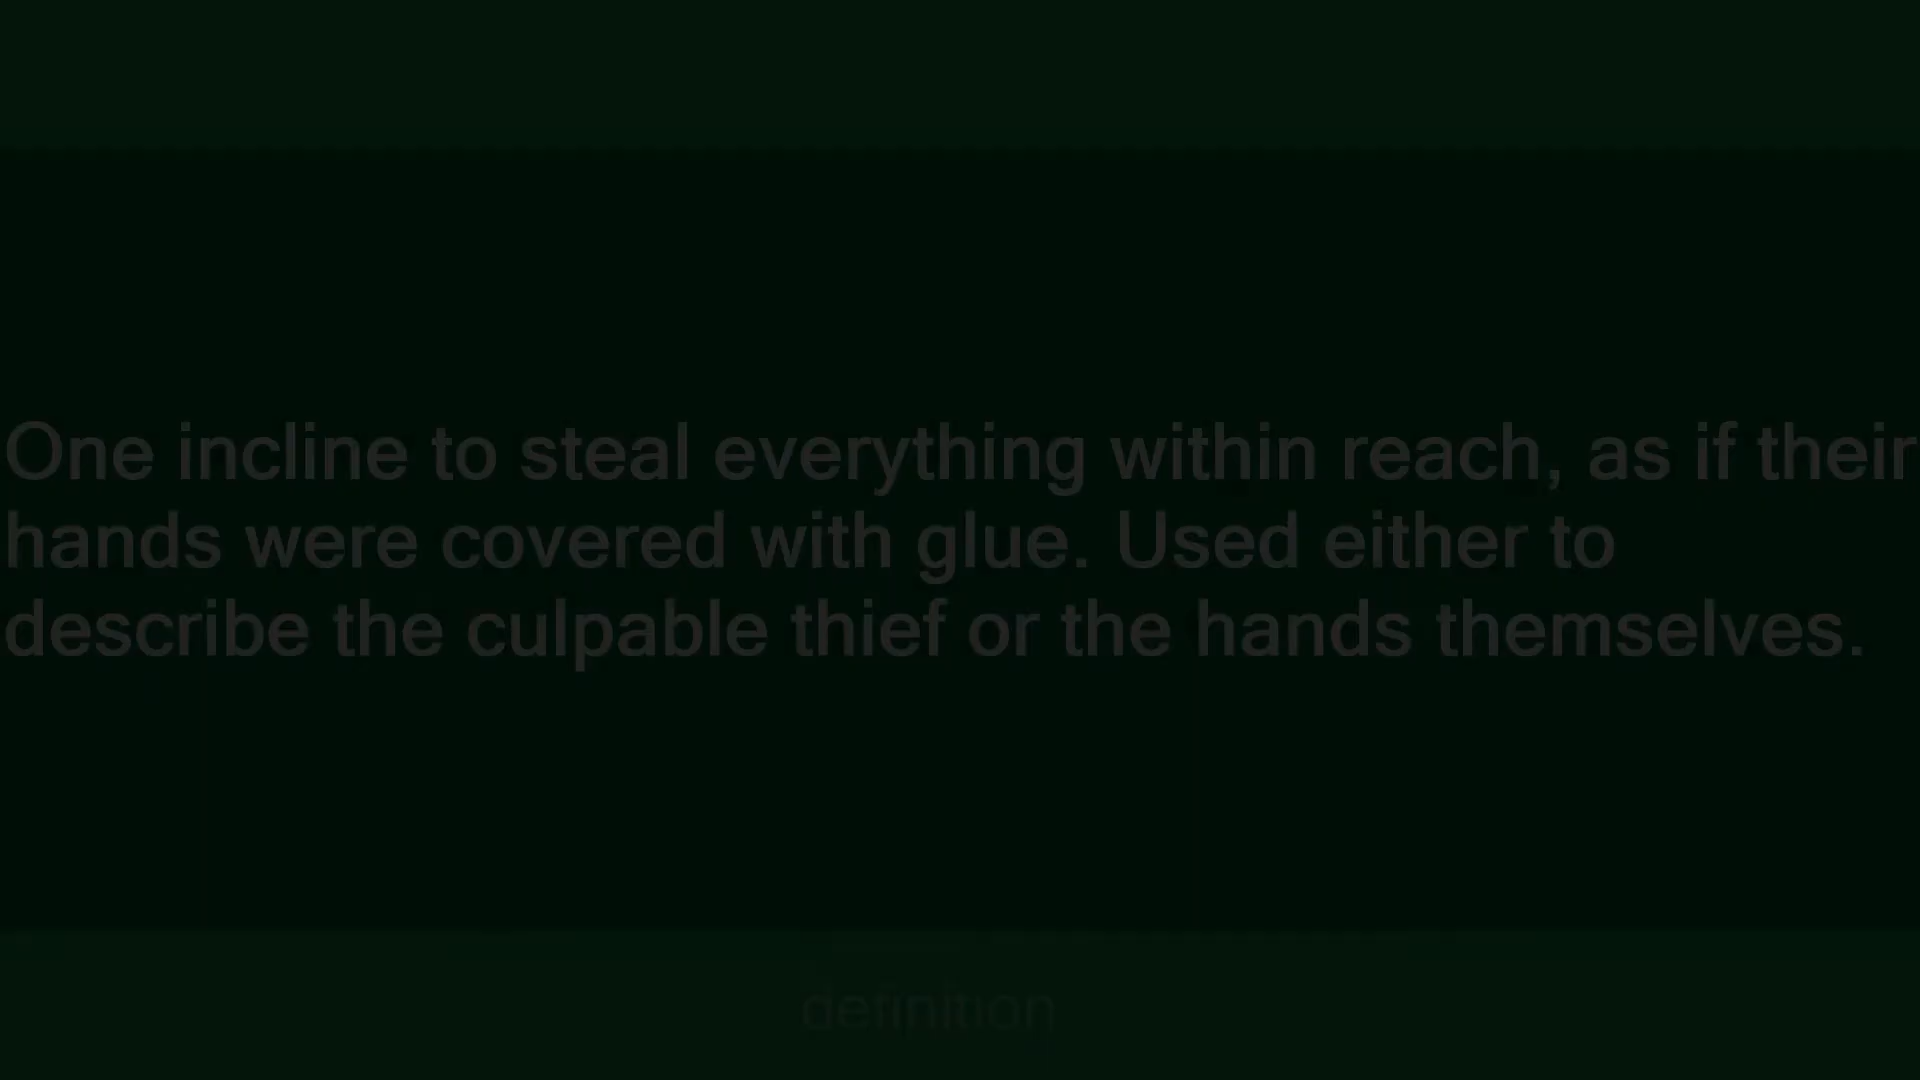 One incline to steal everything within reach, as if their
hands were covered with glue. Used either to
describe the culpable thief or the hands themselves.
definition